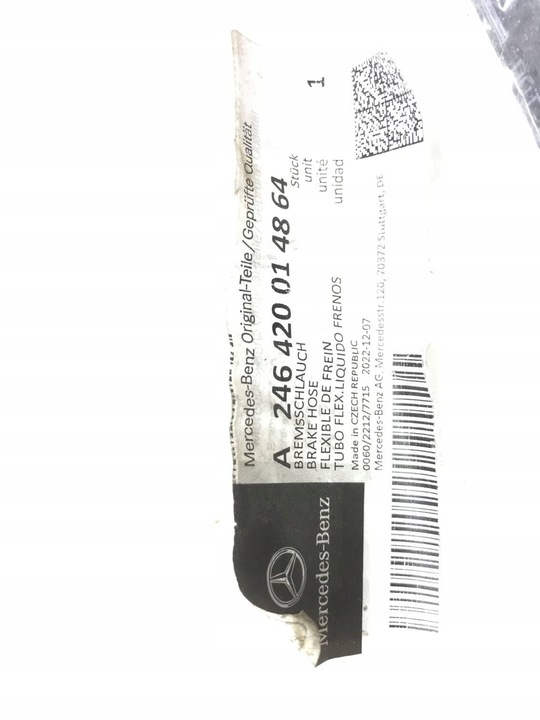 Mercedes-Benz Original-Teile/Geprüfte Qualität
A 246 420 01 48 64
BREMSSCHLAUCH
BRAKE HOSE
FLEXIBLE DE FREIN
TUBO FLEX.LIQUIDO FRENOS
1
Stück
unit
unité
unidad
Made in CZECH REPUBLIC
0060/2212/7715 2022-12-07
Mercedes-Benz AG, Mercedesstr.120, 70372 Stuttgart, DE
Mercedes-Benz